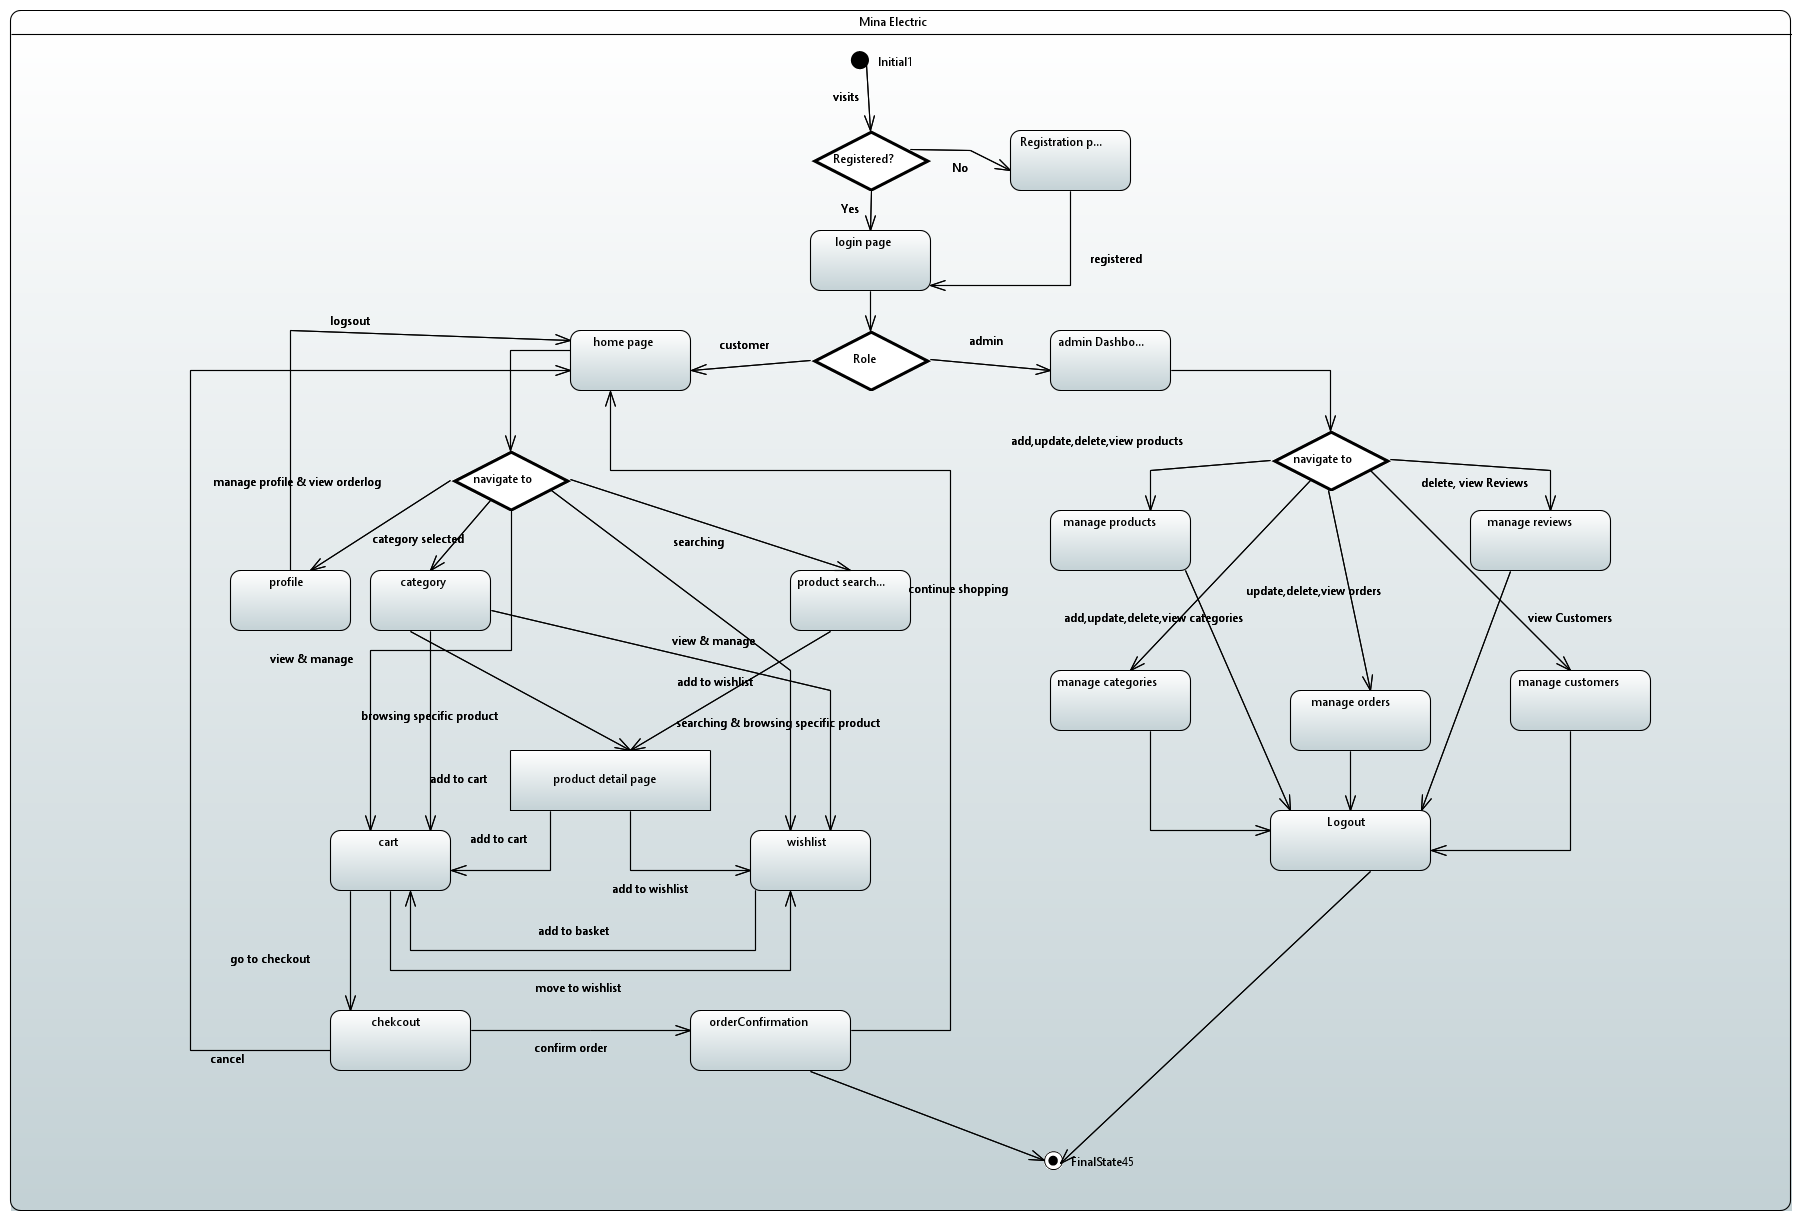 Mina Electric
Initial1
visits
Registered?
Registration p...
No
Yes
login page
registered
logsout
home page
customer
Role
admin
admin Dashbo...
add,update,delete,view products
navigate to
manage profile & view orderlog
navigate to
delete, view Reviews
manage products
manage reviews
category selected
searching
profile
category
product search...
continue shopping
update,delete,view orders
add,update,delete,view categories
view Customers
view & manage
view & manage
add to wishlist
manage categories
manage orders
manage customers
browsing specific product
searching & browsing specific product
add to cart
product detail page
cart
add to cart
wishlist
Logout
add to wishlist
add to basket
go to checkout
move to wishlist
chekcout
orderConfirmation
confirm order
cancel
FinalState45